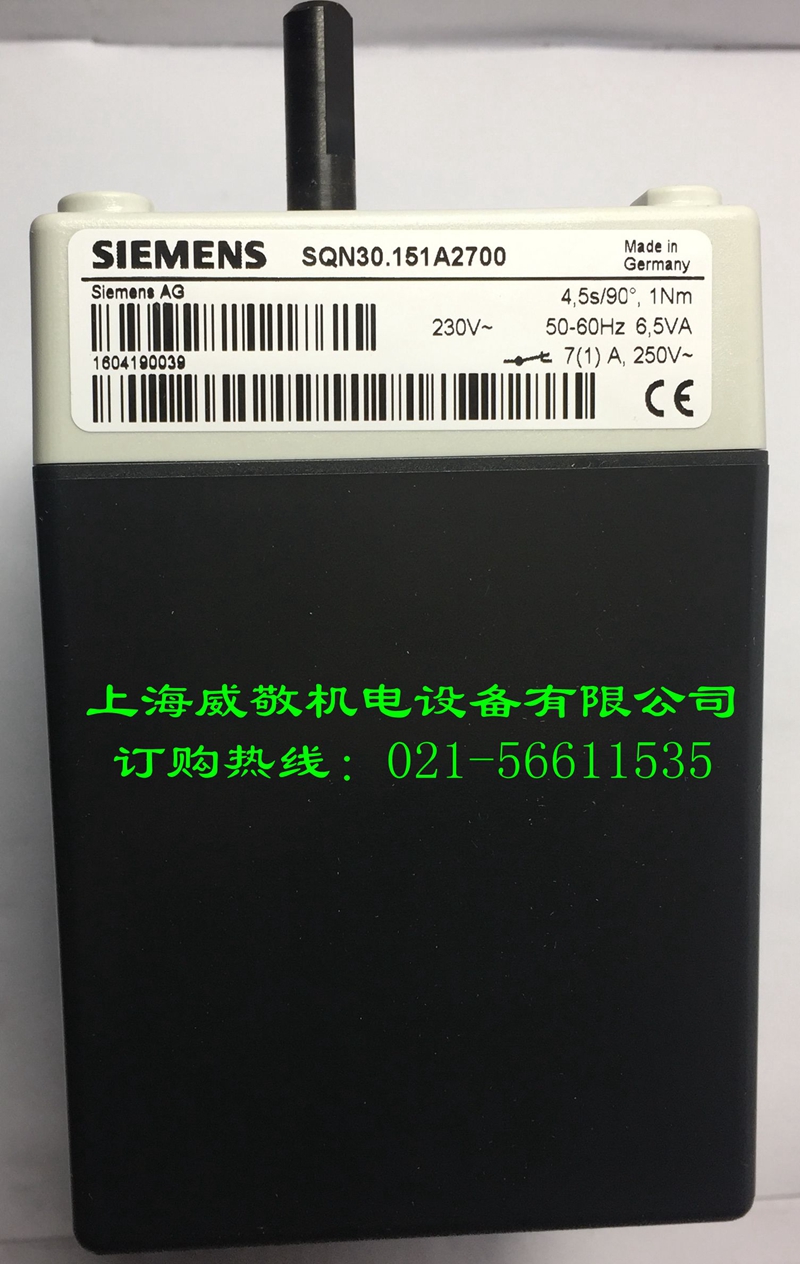 SIEMENS SQN30.151A2700 Made in Germany
Siemens AG 4,5s/90°, 1Nm
230V~ 50-60Hz 6,5VA
1604190039 7(1) A, 250V~
CE
上海威敬机电设备有限公司
订购热线：021-56611535